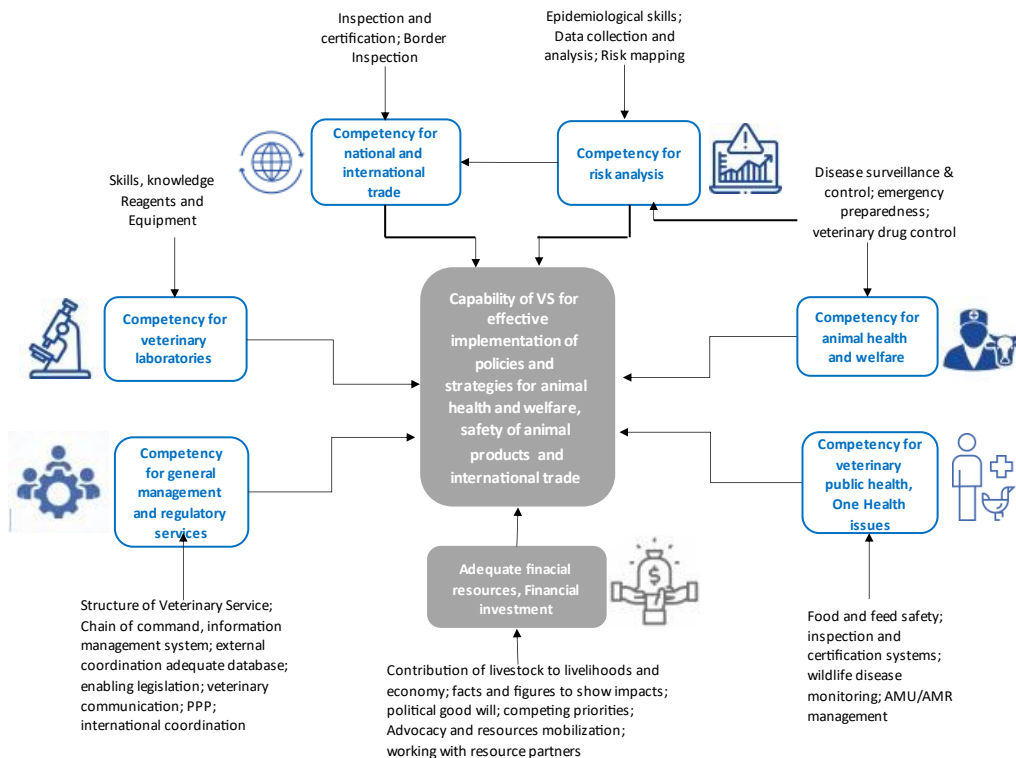 Inspection and
certification; Border
Inspection
Epidemiological skills;
Data collection and
analysis; Risk mapping
Competency for
national and
international
trade
Competency for
risk analysis
Skills, knowledge
Reagents and
Equipment
Disease surveillance &
control; emergency
preparedness;
veterinary drug control
Competency for
veterinary
laboratories
Capability of VS for
effective
implementation of
policies and
strategies for animal
health and welfare,
safety of animal
products and
international trade
Competency for
animal health
and welfare
Competency
for general
management
and regulatory
services
Competency for
veterinary
public health,
One Health
issues
Adequate finacial
resources, Financial
investment
$
Structure of Veterinary Service;
Chain of command, information
management system; external
coordination adequate database;
enabling legislation; veterinary
communication; PPP;
international coordination
Contribution of livestock to livelihoods and
economy; facts and figures to show impacts;
political good will; competing priorities;
Advocacy and resources mobilization;
working with resource partners
Food and feed safety;
inspection and
certification systems;
wildlife disease
monitoring; AMU/AMR
management